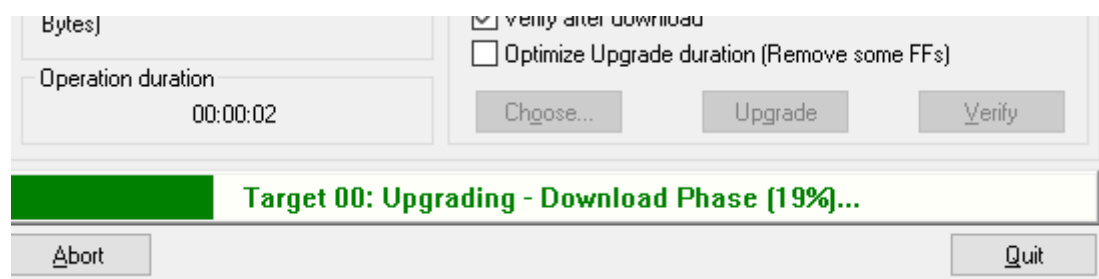 Bytes)
Verify after download
Optimize Upgrade duration (Remove some FFs)
Operation duration
00:00:02
Choose...
Upgrade
Verify
Target 00: Upgrading - Download Phase (19%)...
Abort
Quit